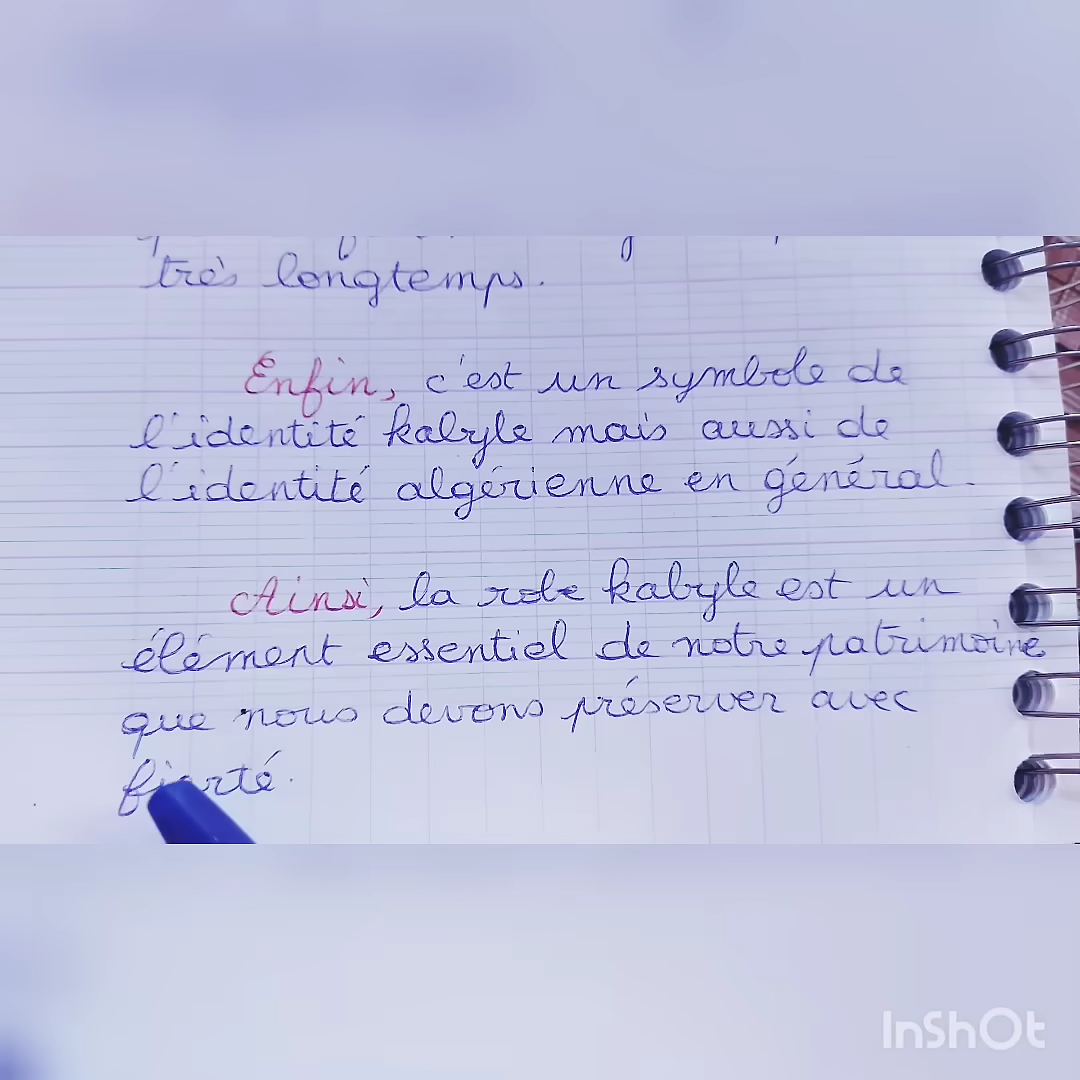 très longtemps.
Enfin, c'est un symbole de
l'identité kabyle mais aussi de
l'identité algérienne en général.
Ainsi, la robe kabyle est un
élément essentiel de notre patrimoine
que nous devons préserver avec
fierté.
InShOt